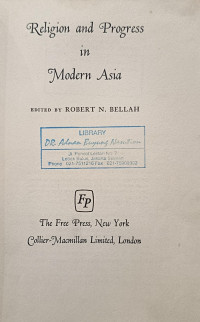 Religion and Progress
in
Modern Asia
EDITED BY ROBERT N. BELLAH
LIBRARY
Fp
The Free Press, New York
Collier-Macmillan Limited, London